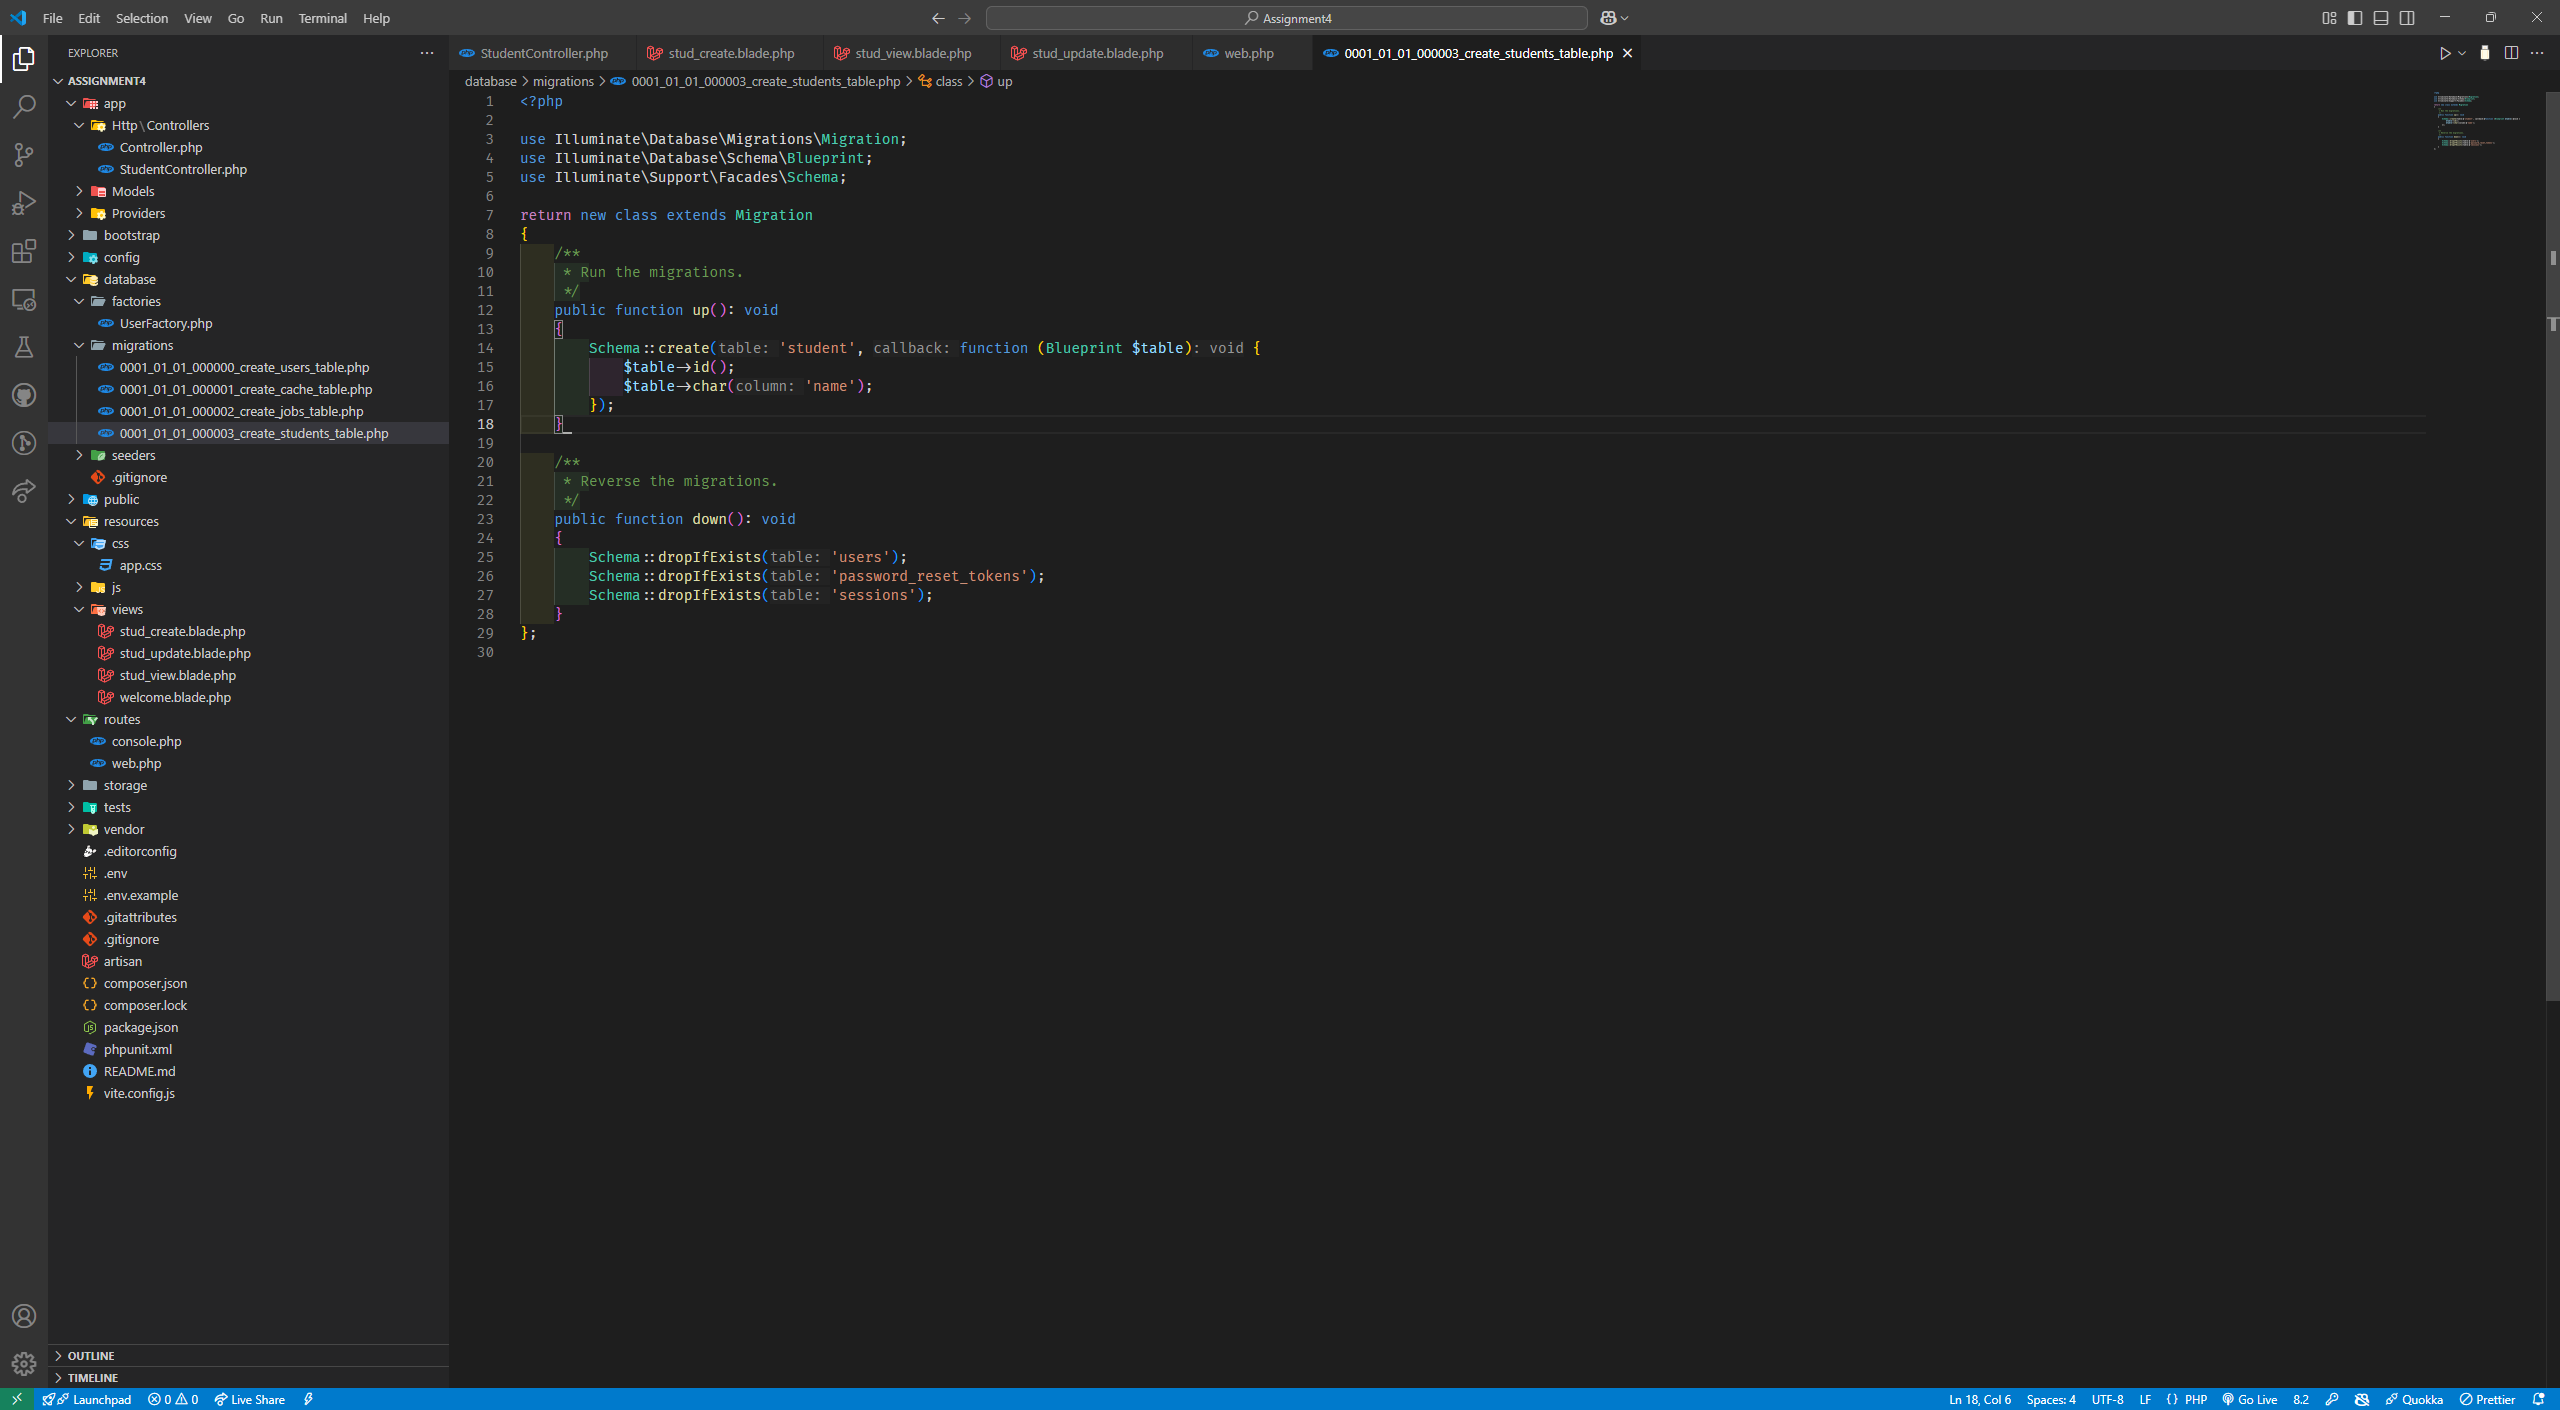 File Edit Selection View Go Run Terminal Help
Assignment4
EXPLORER
ASSIGNMENT4
app
Http\Controllers
Controller.php
StudentController.php
Models
Providers
bootstrap
config
database
factories
UserFactory.php
migrations
0001_01_01_000000_create_users_table.php
0001_01_01_000001_create_cache_table.php
0001_01_01_000002_create_jobs_table.php
0001_01_01_000003_create_students_table.php
seeders
.gitignore
public
resources
css
app.css
js
views
stud_create.blade.php
stud_update.blade.php
stud_view.blade.php
welcome.blade.php
routes
console.php
web.php
storage
tests
vendor
.editorconfig
.env
.env.example
.gitattributes
.gitignore
artisan
composer.json
composer.lock
package.json
phpunit.xml
README.md
vite.config.js
OUTLINE
TIMELINE
StudentController.php stud_create.blade.php stud_view.blade.php stud_update.blade.php web.php 0001_01_01_000003_create_students_table.php
database > migrations > 0001_01_01_000003_create_students_table.php > class > up
1 <?php
2
3 use Illuminate\Database\Migrations\Migration;
4 use Illuminate\Database\Schema\Blueprint;
5 use Illuminate\Support\Facades\Schema;
6
7 return new class extends Migration
8 {
9 /**
10 * Run the migrations.
11 */
12 public function up(): void
13 {
14 Schema::create(table: 'student', callback: function (Blueprint $table): void {
15 $table->id();
16 $table->char(column: 'name');
17 });
18 }
19
20 /**
21 * Reverse the migrations.
22 */
23 public function down(): void
24 {
25 Schema::dropIfExists(table: 'users');
26 Schema::dropIfExists(table: 'password_reset_tokens');
27 Schema::dropIfExists(table: 'sessions');
28 }
29 };
30
Launchpad 0 0 Live Share Ln 18, Col 6 Spaces: 4 UTF-8 LF {} PHP Go Live 8.2 Quokka Prettier